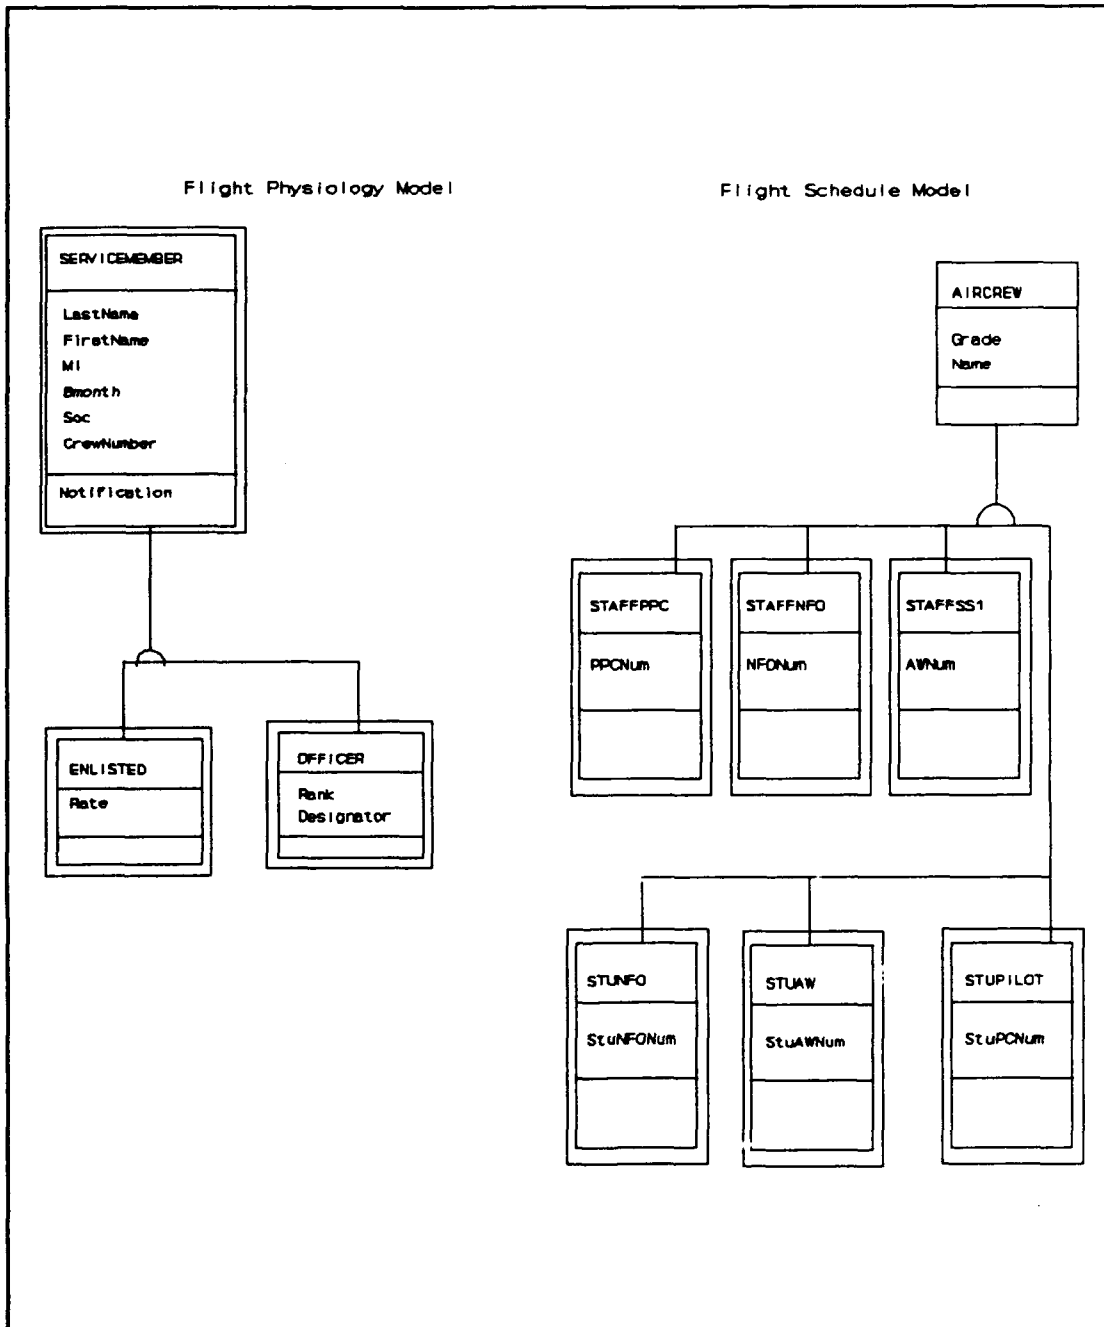 Flight Physiology Model
SERVICEMEMBER
LastName
FirstName
MI
Bmonth
Soc
CrewNumber
Notification
ENLISTED
Rate
OFFICER
Rank
Designator
Flight Schedule Model
AIRCREW
Grade
Name
STAFFPPC
PPCNum
STAFFNFO
NFONum
STAFFSS1
AWNum
STUNFO
StuNFONum
STUAW
StuAWNum
STUPILOT
StuPCNum